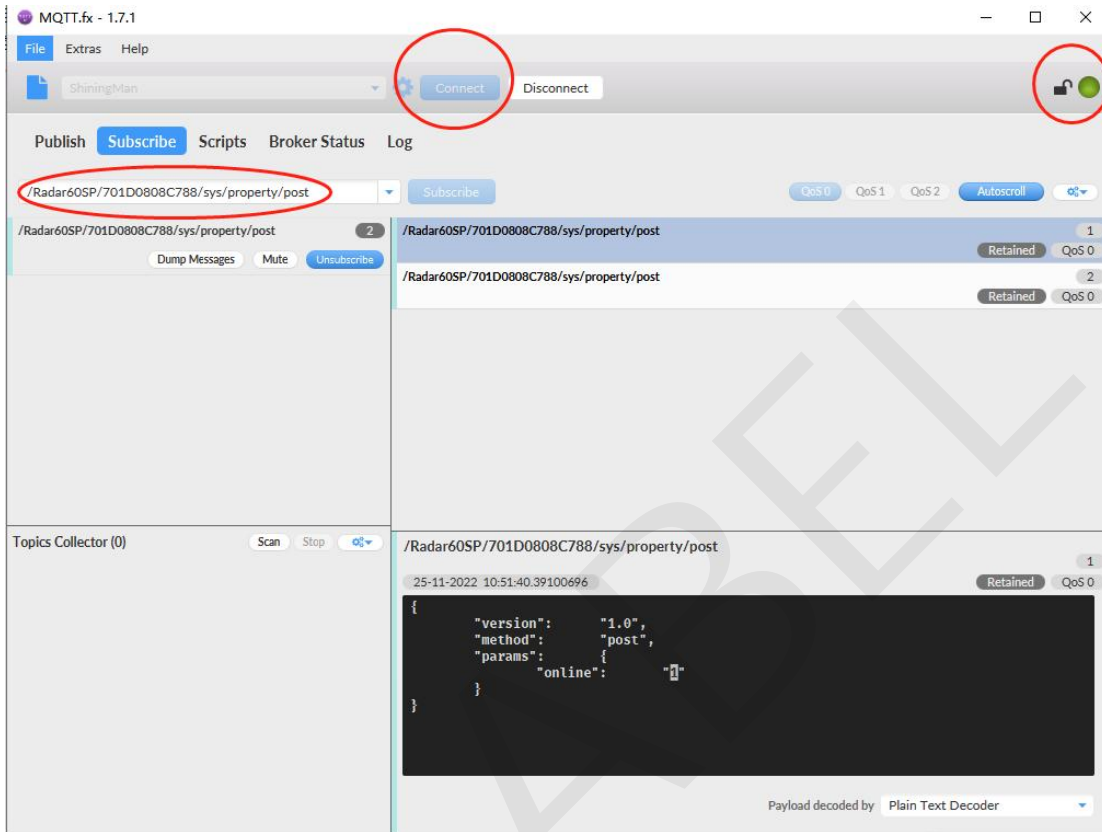 MQTT.fx - 1.7.1
File Extras Help
ShiningMan Connect Disconnect
Publish Subscribe Scripts Broker Status Log
/Radar60SP/701D0808C788/sys/property/post Subscribe QoS 0 QoS 1 QoS 2 Autoscroll
/Radar60SP/701D0808C788/sys/property/post 2
Dump Messages Mute Unsubscribe
/Radar60SP/701D0808C788/sys/property/post 1
Retained QoS 0
/Radar60SP/701D0808C788/sys/property/post 2
Retained QoS 0
Topics Collector (0) Scan Stop
/Radar60SP/701D0808C788/sys/property/post
1
25-11-2022 10:51:40.39100696 Retained QoS 0
{
"version": "1.0",
"method": "post",
"params": {
"online": "1"
}
}
Payload decoded by Plain Text Decoder
ABEL